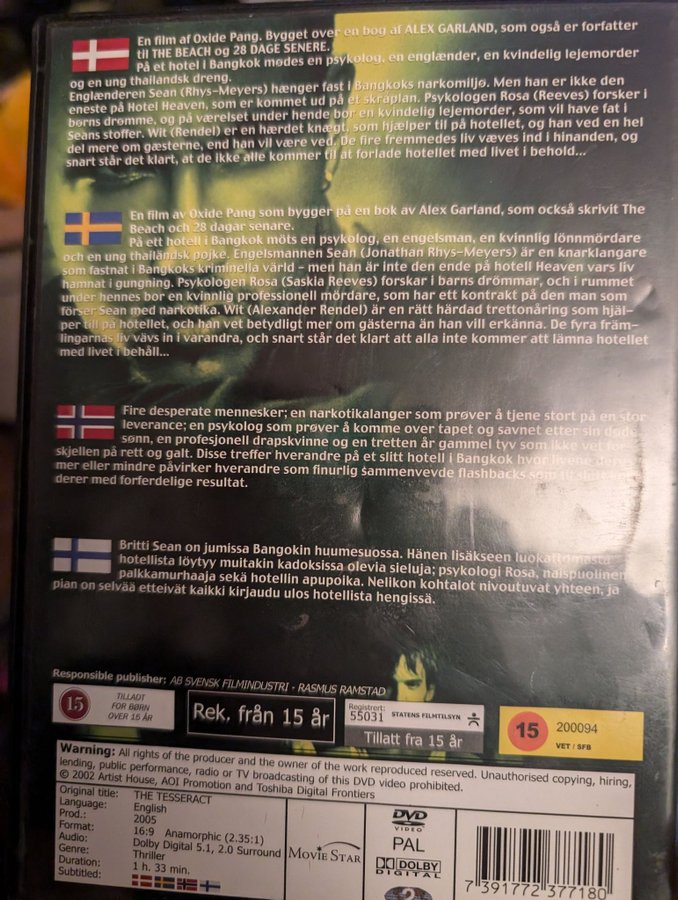 En film af Oxide Pang. Bygget over en bog af ALEX GARLAND, som også er forfatter
til THE BEACH og 28 DAGE SENERE.
På et hotel i Bangkok mødes en psykolog, en englænder, en kvindelig lejemorder
og en ung thailandsk dreng.
Englænderen Sean (Rhys-Meyers) hænger fast i Bangkoks narkomiljø. Men han er ikke den
eneste på Hotel Heaven, som er kommet ud på et skråplan. Psykologen Rosa (Reeves) forsker i
børns drømme, og på værelset under hende bor en kvindelig lejemorder, som vil have fat i
Seans stoffer. Wit (Rendel) er en hærdet knægt, som hjælper til på hotellet, og han ved en hel
del mere om gæsterne, end han vil være ved. De fire fremmedes liv væves ind i hinanden, og
snart står det klart, at de ikke alle kommer til at forlade hotellet med livet i behold...
En film av Oxide Pang som bygger på en bok av Alex Garland, som också skrivit The
Beach och 28 dagar senare.
På ett hotell i Bangkok möts en psykolog, en engelsman, en kvinnlig lönnmördare
och en ung thailändsk pojke. Engelsmannen Sean (Jonathan Rhys-Meyers) är en knarklangare
som fastnat i Bangkoks kriminella värld - men han är inte den ende på hotell Heaven vars liv
hamnat i gungning. Psykologen Rosa (Saskia Reeves) forskar i barns drömmar, och i rummet
under hennes bor en kvinnlig professionell mördare, som har ett kontrakt på den man som
förser Sean med narkotika. Wit (Alexander Rendel) är en rätt härdad trettonåring som hjäl-
per till på hotellet, och han vet betydligt mer om gästerna än han vill erkänna. De fyra främ-
lingarnas liv vävs in i varandra, och snart står det klart att alla inte kommer att lämna hotellet
med livet i behåll...
Fire desperate mennesker; en narkotikalanger som prøver å tjene stort på en stor
leverance; en psykolog som prøver å komme over tapet og savnet etter sin døde
sønn, en profesjonell drapskvinne og en tretten år gammel tyv som ikke vet for
skjellen på rett og galt. Disse treffer hverandre på et slitt hotell i Bangkok hvor livene
mer eller mindre påvirker hverandre som finurlig sammenvevde flashbacks som
derer med forferdelige resultat.
Britti Sean on jumissa Bangokin huumesuossa. Hänen lisäkseen luokattomasta
hotellista löytyy muitakin kadoksissa olevia sieluja; psykologi Rosa, naispuolinen
palkkamurhaaja sekä hotellin apupoika. Nelikon kohtalot nivoutuvat yhteen, ja
pian on selvää etteivät kaikki kirjaudu ulos hotellista hengissä.
Responsible publisher: AB SVENSK FILMINDUSTRI - RASMUS RAMSTAD
15 TILLADT
FOR BØRN
OVER 15 ÅR
Rek. från 15 år
Registrert:
55031 STATENS FILMTILSYN
Tillatt fra 15 år
15 200094
VET / SFB
Warning: All rights of the producer and the owner of the work reproduced reserved. Unauthorised copying, hiring,
lending, public performance, radio or TV broadcasting of this DVD video prohibited.
© 2002 Artist House, AOI Promotion and Toshiba Digital Frontiers
Original title: THE TESSERACT
Language: English
Prod.: 2005
Format: 16:9 Anamorphic (2.35:1)
Audio: Dolby Digital 5.1, 2.0 Surround
Genre: Thriller
Duration: 1 h. 33 min.
Subtitled:
MOVIE STAR
DVD
VIDEO
PAL
DOLBY
DIGITAL
2
7 391772 377180